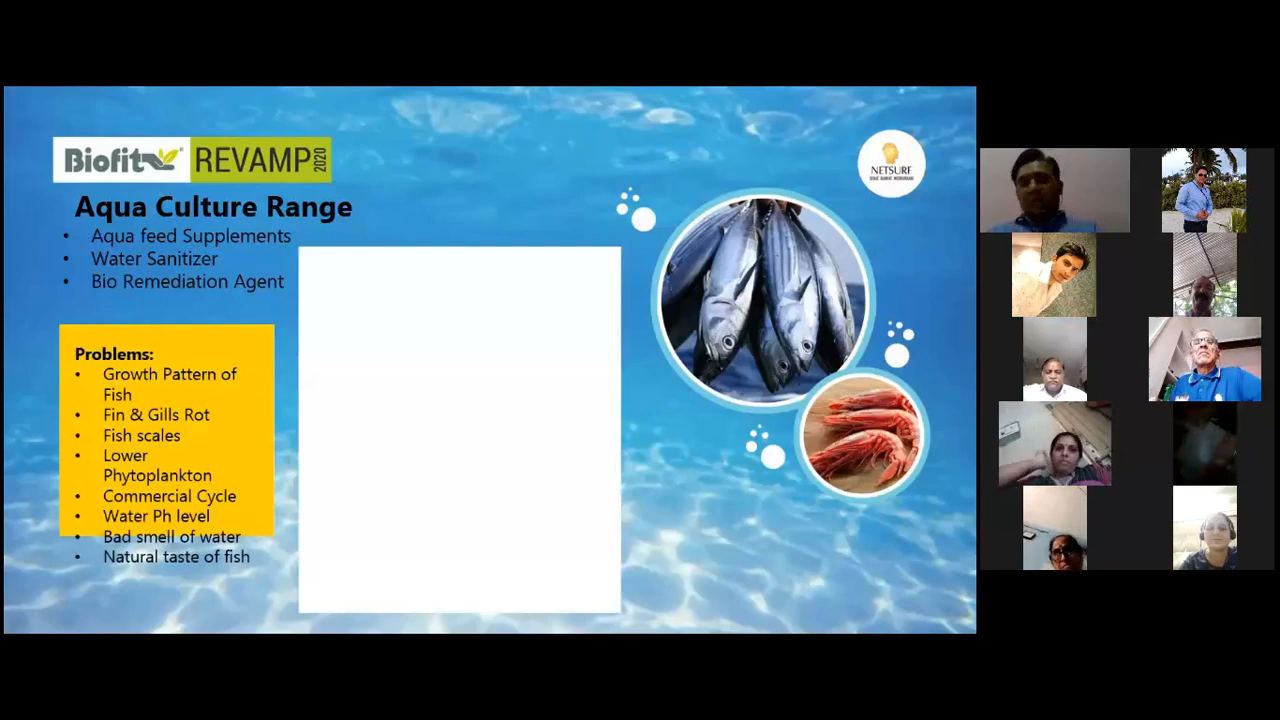 Biofit REVAMP 2020
NETSURF
Aqua Culture Range
• Aqua feed Supplements
• Water Sanitizer
• Bio Remediation Agent
Problems:
• Growth Pattern of
Fish
• Fin & Gills Rot
• Fish scales
• Lower
Phytoplankton
• Commercial Cycle
• Water Ph level
• Bad smell of water
• Natural taste of fish